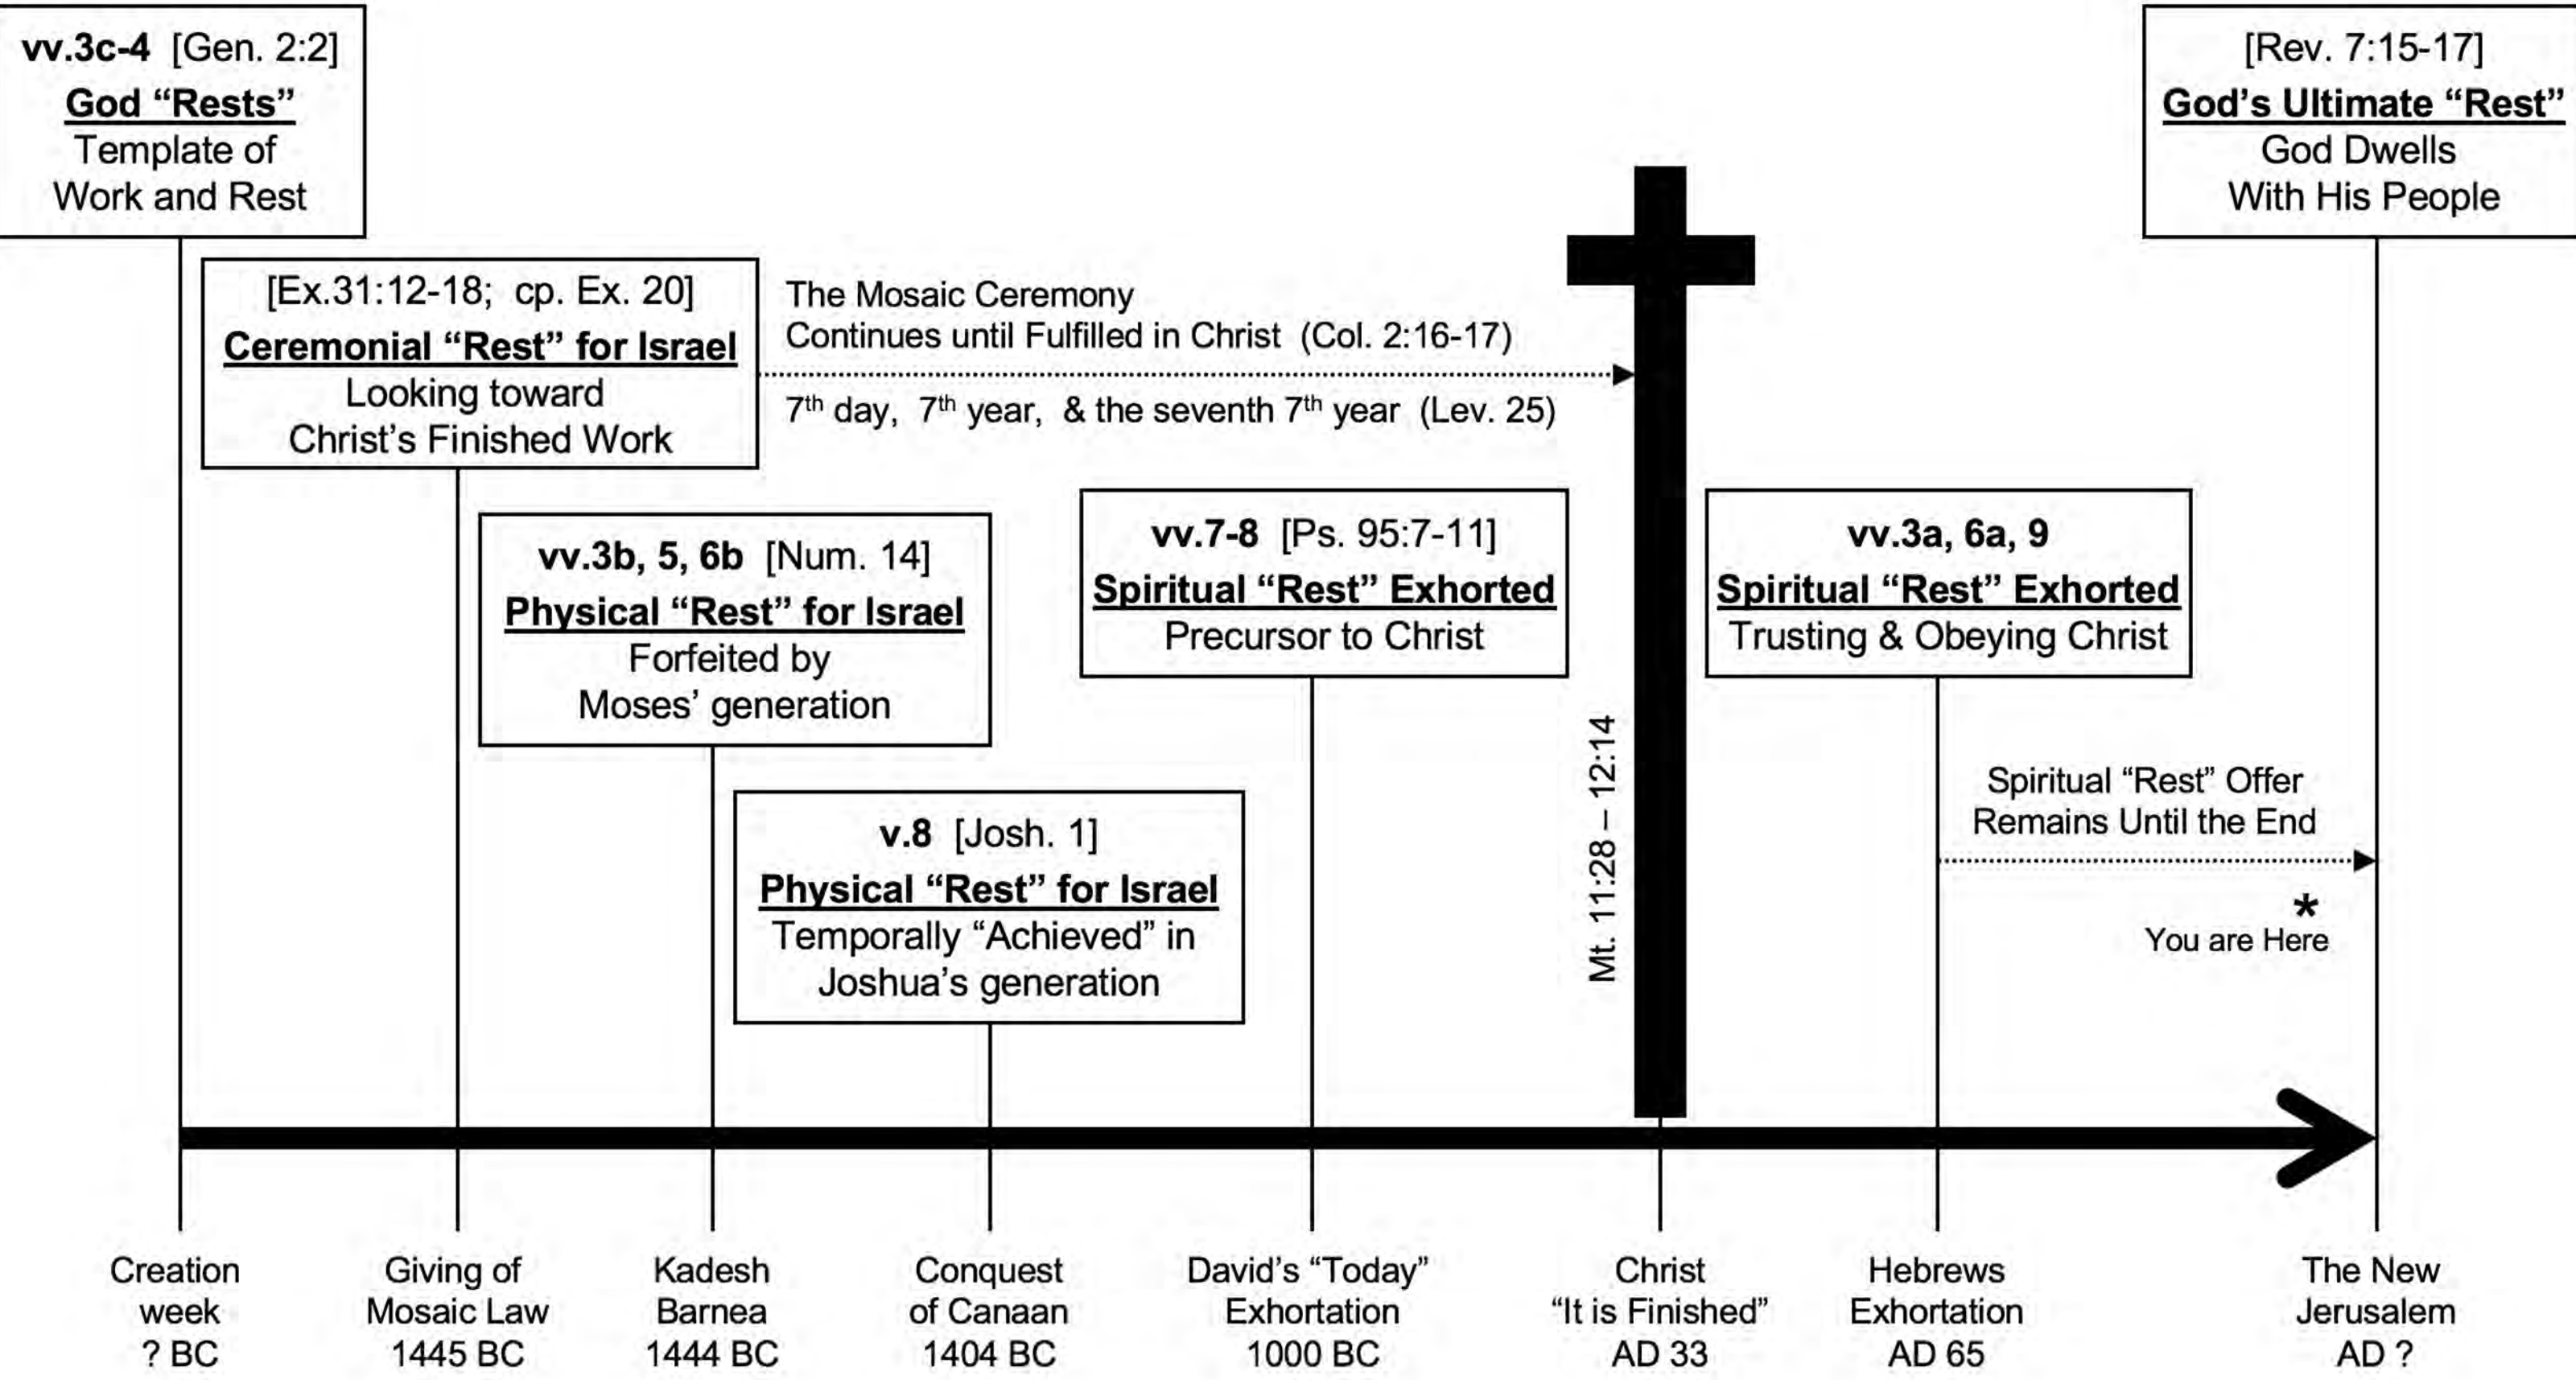 vv.3c-4 [Gen. 2:2]
God “Rests”
Template of
Work and Rest
[Ex.31:12-18; cp. Ex. 20]
Ceremonial “Rest” for Israel
Looking toward
Christ’s Finished Work
The Mosaic Ceremony
Continues until Fulfilled in Christ (Col. 2:16-17)
7th day, 7th year, & the seventh 7th year (Lev. 25)
vv.3b, 5, 6b [Num. 14]
Physical “Rest” for Israel
Forfeited by
Moses’ generation
v.8 [Josh. 1]
Physical “Rest” for Israel
Temporally “Achieved” in
Joshua’s generation
vv.7-8 [Ps. 95:7-11]
Spiritual “Rest” Exhorted
Precursor to Christ
Mt. 11:28 – 12:14
vv.3a, 6a, 9
Spiritual “Rest” Exhorted
Trusting & Obeying Christ
Spiritual “Rest” Offer
Remains Until the End
*
You are Here
[Rev. 7:15-17]
God’s Ultimate “Rest”
God Dwells
With His People
Creation
week
? BC
Giving of
Mosaic Law
1445 BC
Kadesh
Barnea
1444 BC
Conquest
of Canaan
1404 BC
David’s “Today”
Exhortation
1000 BC
Christ
“It is Finished”
AD 33
Hebrews
Exhortation
AD 65
The New
Jerusalem
AD ?